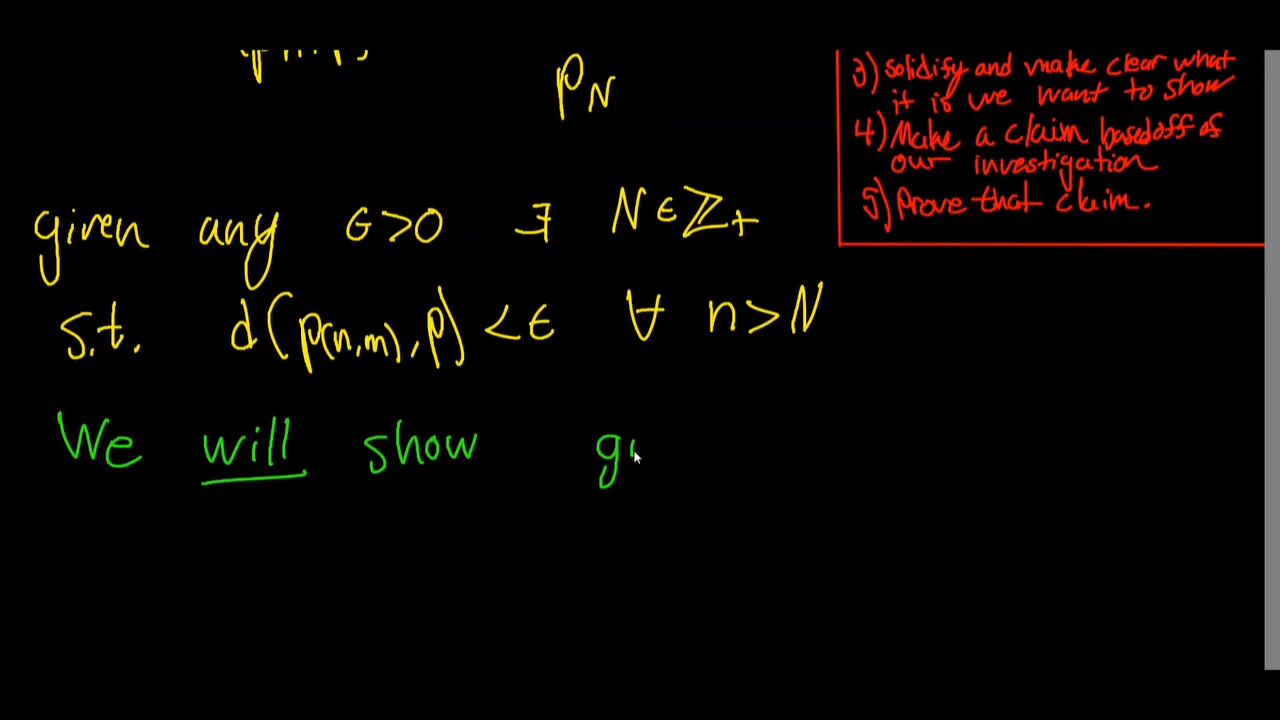 P_N
3) solidify and make clear what
it is we want to show
4) Make a claim based off of
our investigation
5) Prove that claim.
given any ϵ>0 ∃ N∈ℤ₊
s.t. d(p(n,m), p) <ϵ ∀ n>N
We will show g